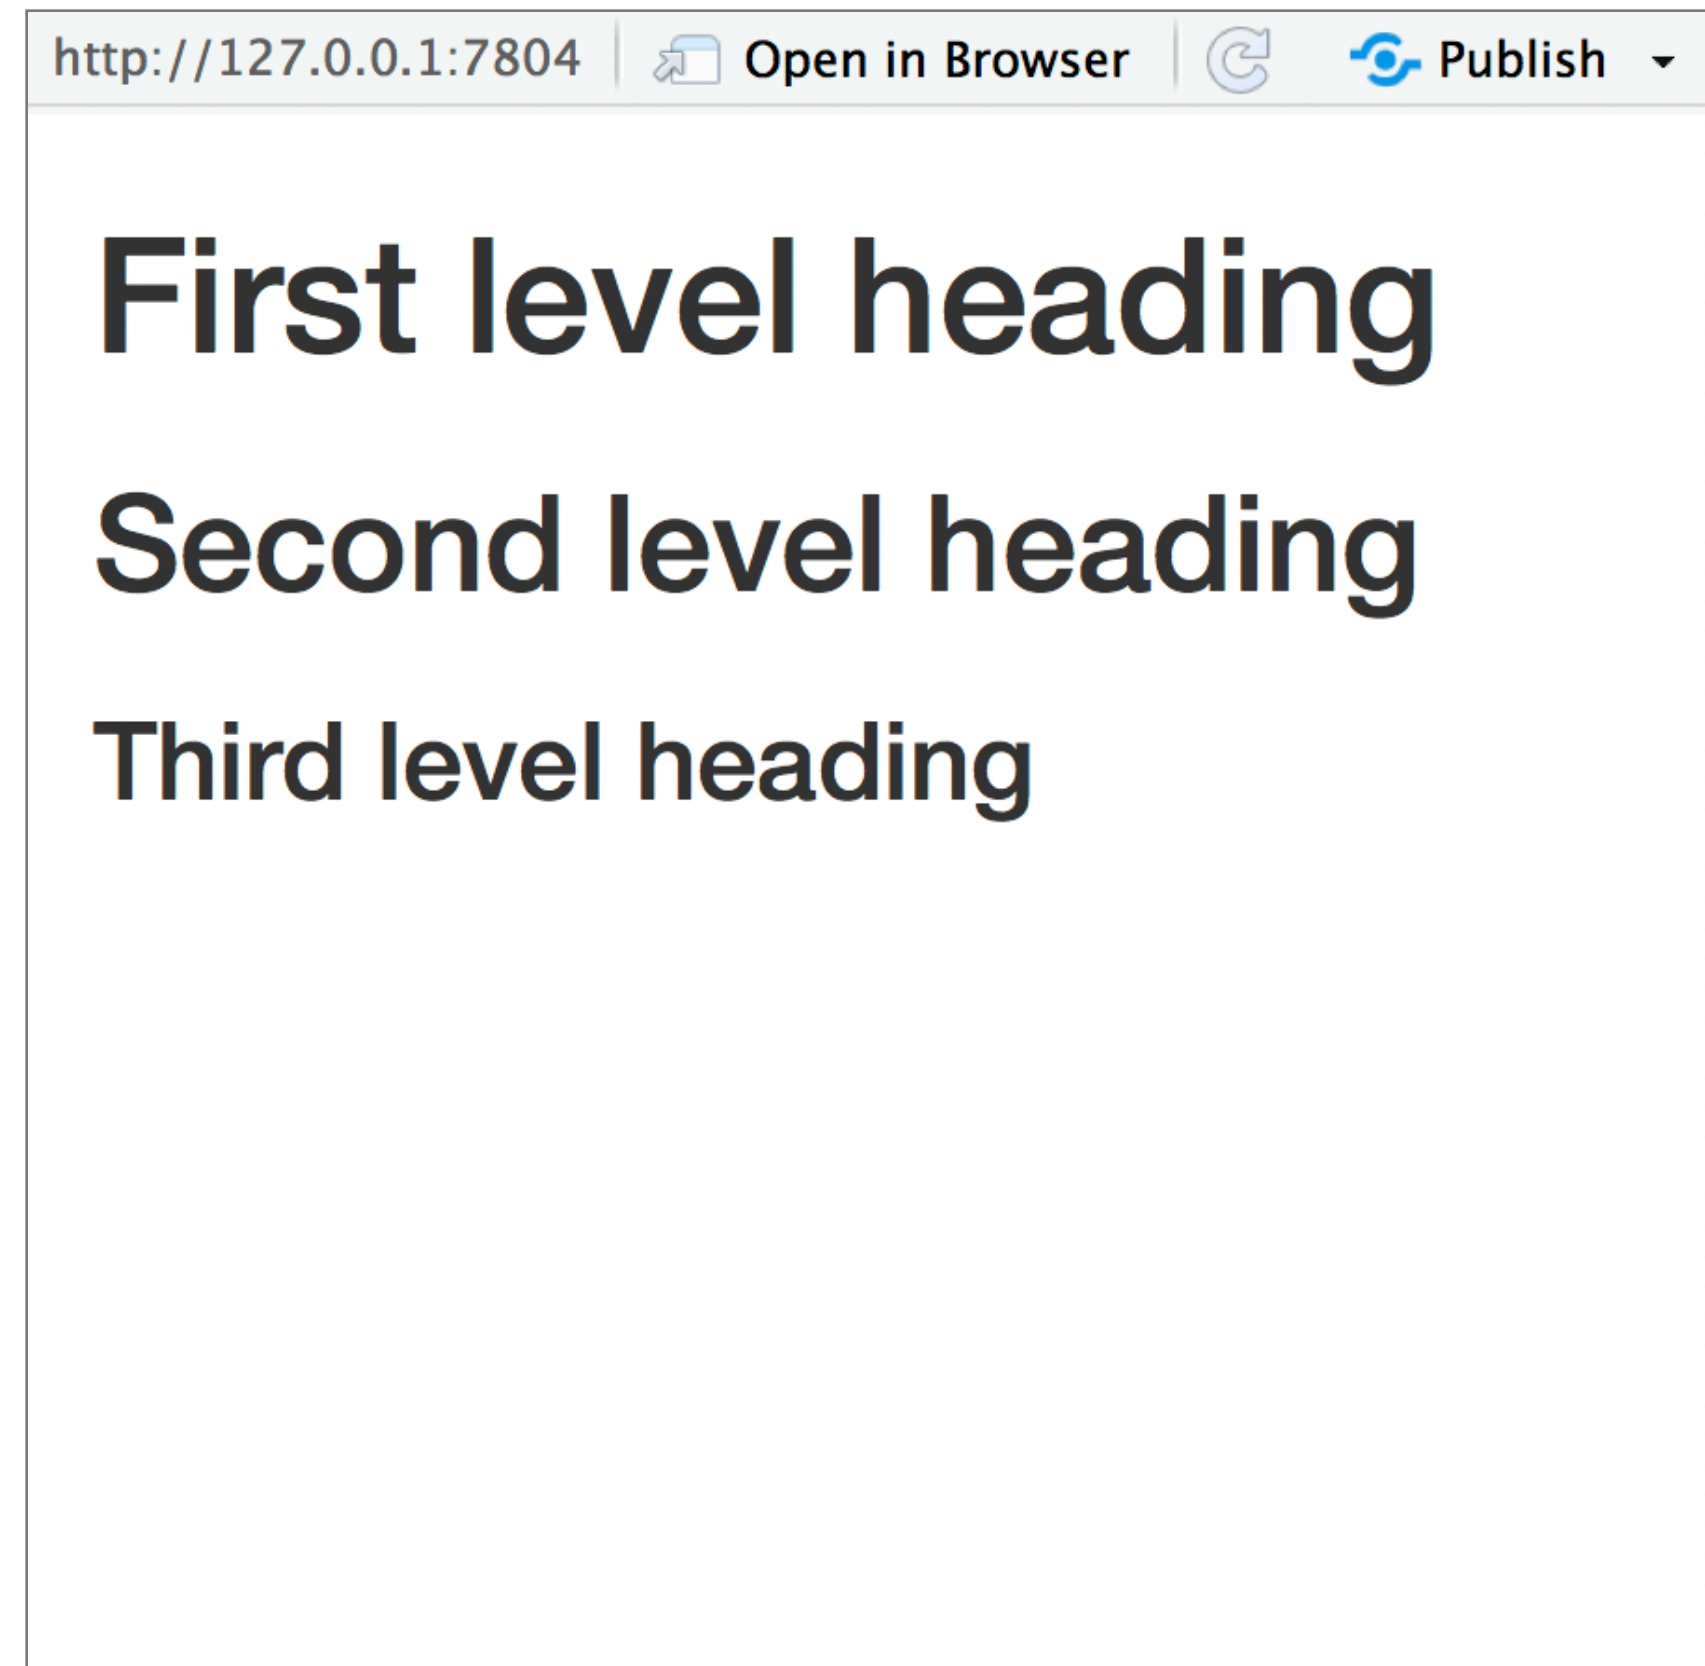 http://127.0.0.1:7804 Open in Browser Publish
First level heading
Second level heading
Third level heading